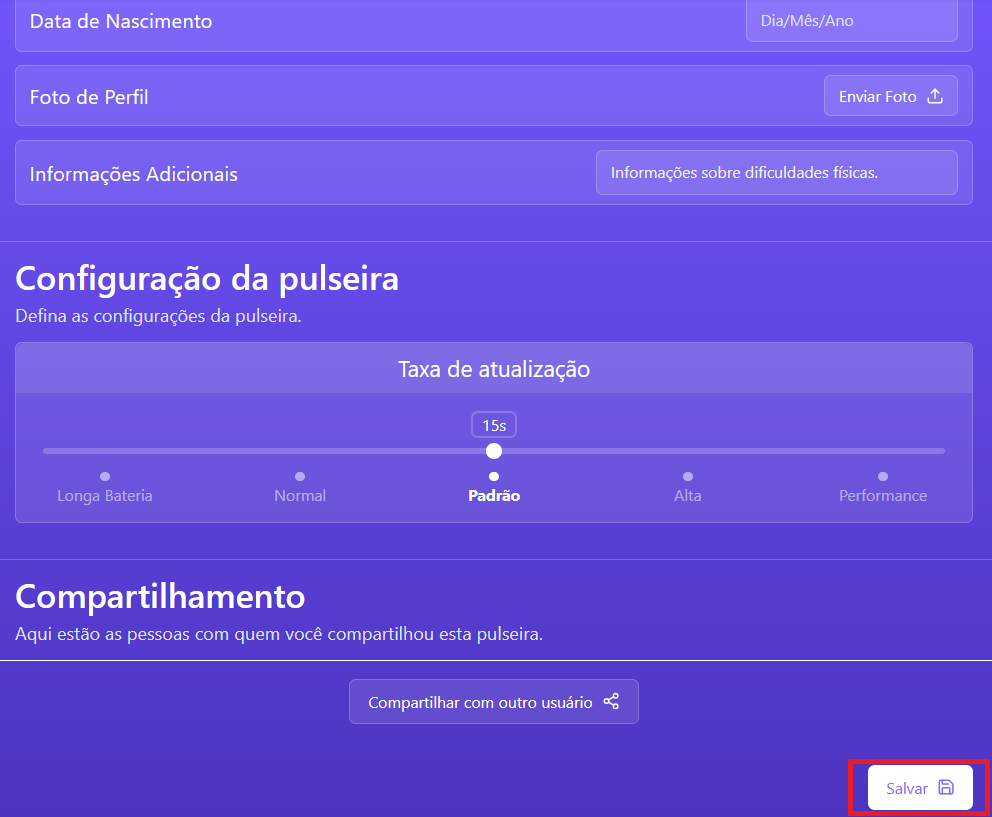 Data de Nascimento
Dia/Mês/Ano
Foto de Perfil
Enviar Foto
Informações Adicionais
Informações sobre dificuldades físicas.
Configuração da pulseira
Defina as configurações da pulseira.
Taxa de atualização
15s
Longa Bateria
Normal
Padrão
Alta
Performance
Compartilhamento
Aqui estão as pessoas com quem você compartilhou esta pulseira.
Compartilhar com outro usuário
Salvar